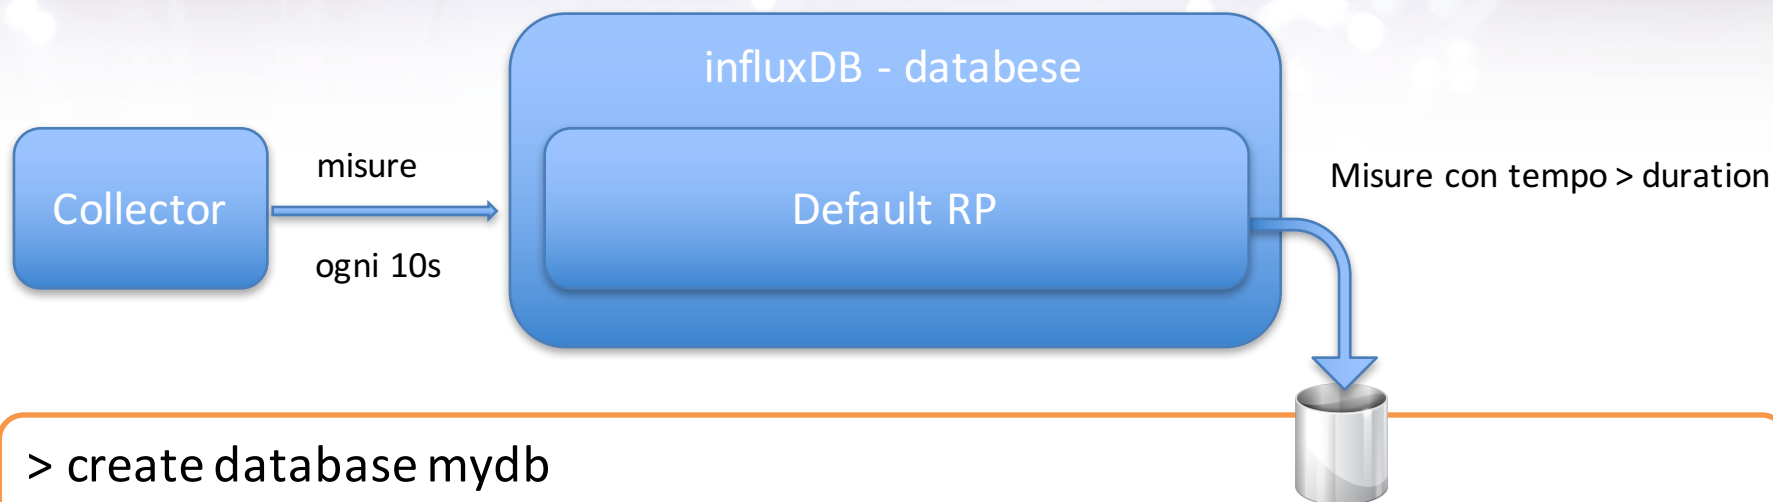 influxDB - databese
Collector
misure
ogni 10s
Default RP
Misure con tempo > duration
> create database mydb